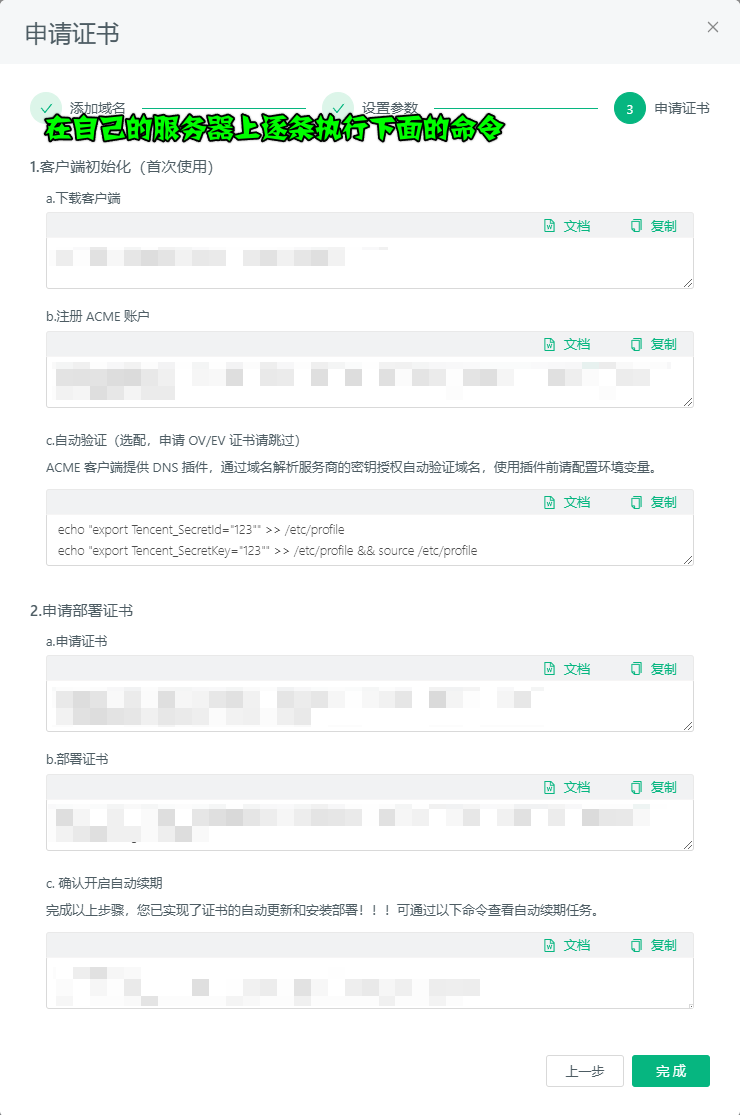 申请证书
添加域名
设置参数
3 申请证书
在自己的服务器上逐条执行下面的命令
1.客户端初始化（首次使用）
a.下载客户端
文档 复制
b.注册 ACME 账户
文档 复制
c.自动验证（选配，申请 OV/EV 证书请跳过）
ACME 客户端提供 DNS 插件，通过域名解析服务商的密钥授权自动验证域名，使用插件前请配置环境变量。
文档 复制
echo "export Tencent_SecretId="123"" >> /etc/profile
echo "export Tencent_SecretKey="123"" >> /etc/profile && source /etc/profile
2.申请部署证书
a.申请证书
文档 复制
b.部署证书
文档 复制
c. 确认开启自动续期
完成以上步骤，您已实现了证书的自动更新和安装部署！！！可通过以下命令查看自动续期任务。
文档 复制
上一步 完成